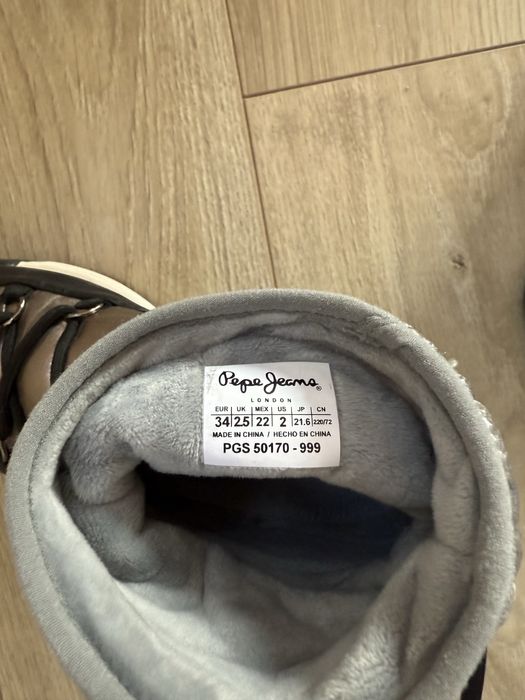 Pepe Jeans®
LONDON
EUR UK MEX US JP CN
34 2.5 22 2 21.6 220/72
MADE IN CHINA / HECHO EN CHINA
PGS 50170 - 999